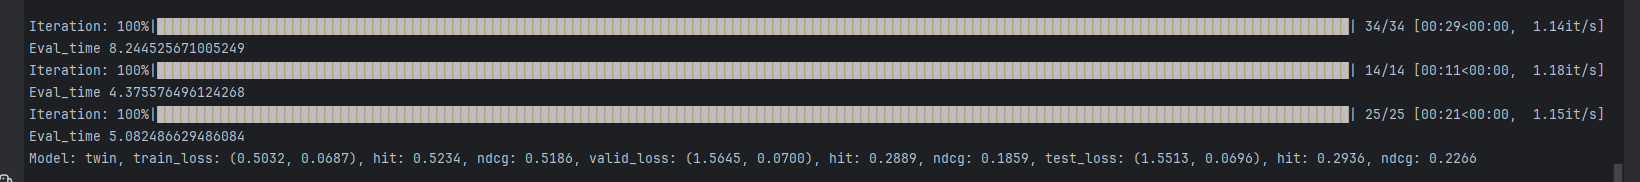 Iteration: 100%|██████████| 34/34 [00:29<00:00,  1.14it/s]
Eval_time 8.244525671005249
Iteration: 100%|██████████| 14/14 [00:11<00:00,  1.18it/s]
Eval_time 4.375576496124268
Iteration: 100%|██████████| 25/25 [00:21<00:00,  1.15it/s]
Eval_time 5.082486629486084
Model: twin, train_loss: (0.5032, 0.0687), hit: 0.5234, ndcg: 0.5186, valid_loss: (1.5645, 0.0700), hit: 0.2889, ndcg: 0.1859, test_loss: (1.5513, 0.0696), hit: 0.2936, ndcg: 0.2266